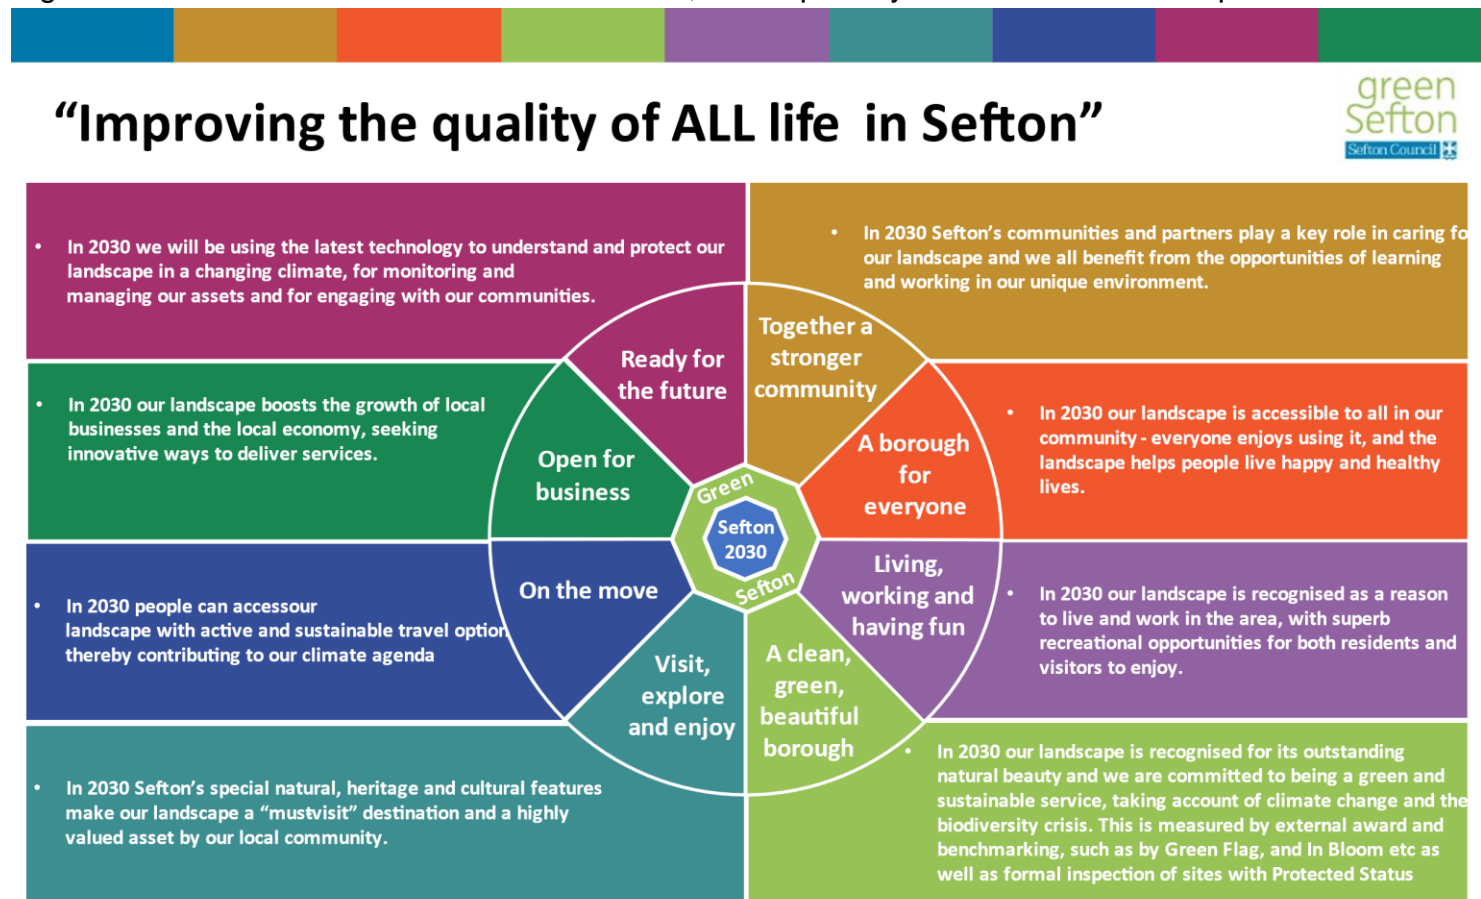 “Improving the quality of ALL life in Sefton”
green
Sefton
Sefton Council
• In 2030 we will be using the latest technology to understand and protect our
landscape in a changing climate, for monitoring and
managing our assets and for engaging with our communities.
• In 2030 Sefton’s communities and partners play a key role in caring fo
our landscape and we all benefit from the opportunities of learning
and working in our unique environment.
Ready for
the future
Together a
stronger
community
• In 2030 our landscape boosts the growth of local
businesses and the local economy, seeking
innovative ways to deliver services.
Open for
business
A borough
for
everyone
• In 2030 our landscape is accessible to all in our
community - everyone enjoys using it, and the
landscape helps people live happy and healthy
lives.
Green
Sefton
2030
Sefton
• In 2030 people can accessour
landscape with active and sustainable travel option
thereby contributing to our climate agenda
On the move
Living,
working and
having fun
• In 2030 our landscape is recognised as a reason
to live and work in the area, with superb
recreational opportunities for both residents and
visitors to enjoy.
Visit,
explore
and enjoy
A clean,
green,
beautiful
borough
• In 2030 Sefton’s special natural, heritage and cultural features
make our landscape a “mustvisit” destination and a highly
valued asset by our local community.
• In 2030 our landscape is recognised for its outstanding
natural beauty and we are committed to being a green and
sustainable service, taking account of climate change and the
biodiversity crisis. This is measured by external award and
benchmarking, such as by Green Flag, and In Bloom etc as
well as formal inspection of sites with Protected Status